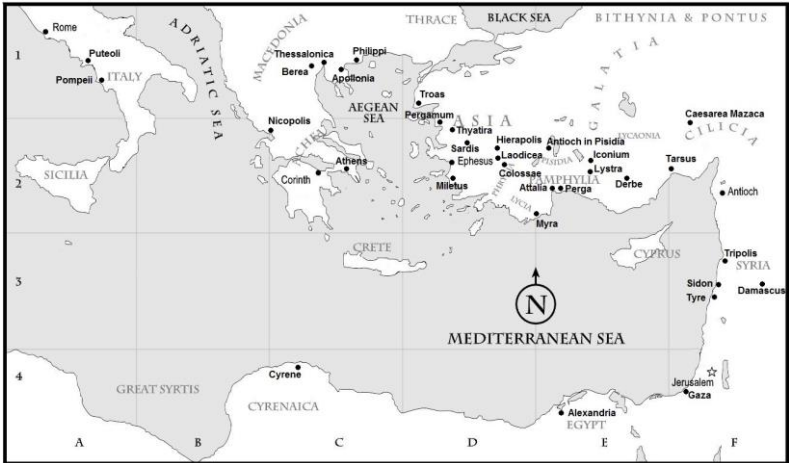 THRACE
BLACK SEA
BITHYNIA & PONTUS
Rome
ADRIATIC SEA
MACEDONIA
Philippi
Thessalonica
GALATIA
1
Puteoli
Berea
Apollonia
Pompeii
ITALY
Troas
AEGEAN
SEA
Pergamum
ASIA
Caesarea Mazaca
Nicopolis
Thyatira
LYCAONIA
CILICIA
Sardis
Hierapolis
Antioch in Pisidia
Athens
Ephesus
Laodicea
PISIDIA
Iconium
Tarsus
SICILIA
Corinth
Colossae
Lystra
2
Miletus
PAMPHYLIA
Derbe
Attalia
Perga
Antioch
LYCIA
Myra
CRETE
CYPRUS
Tripolis
SYRIA
3
Sidon
Damascus
Tyre
N
MEDITERRANEAN SEA
Cyrene
4
Jerusalem
GREAT SYRTIS
Gaza
CYRENAICA
Alexandria
EGYPT
A
B
C
D
E
F